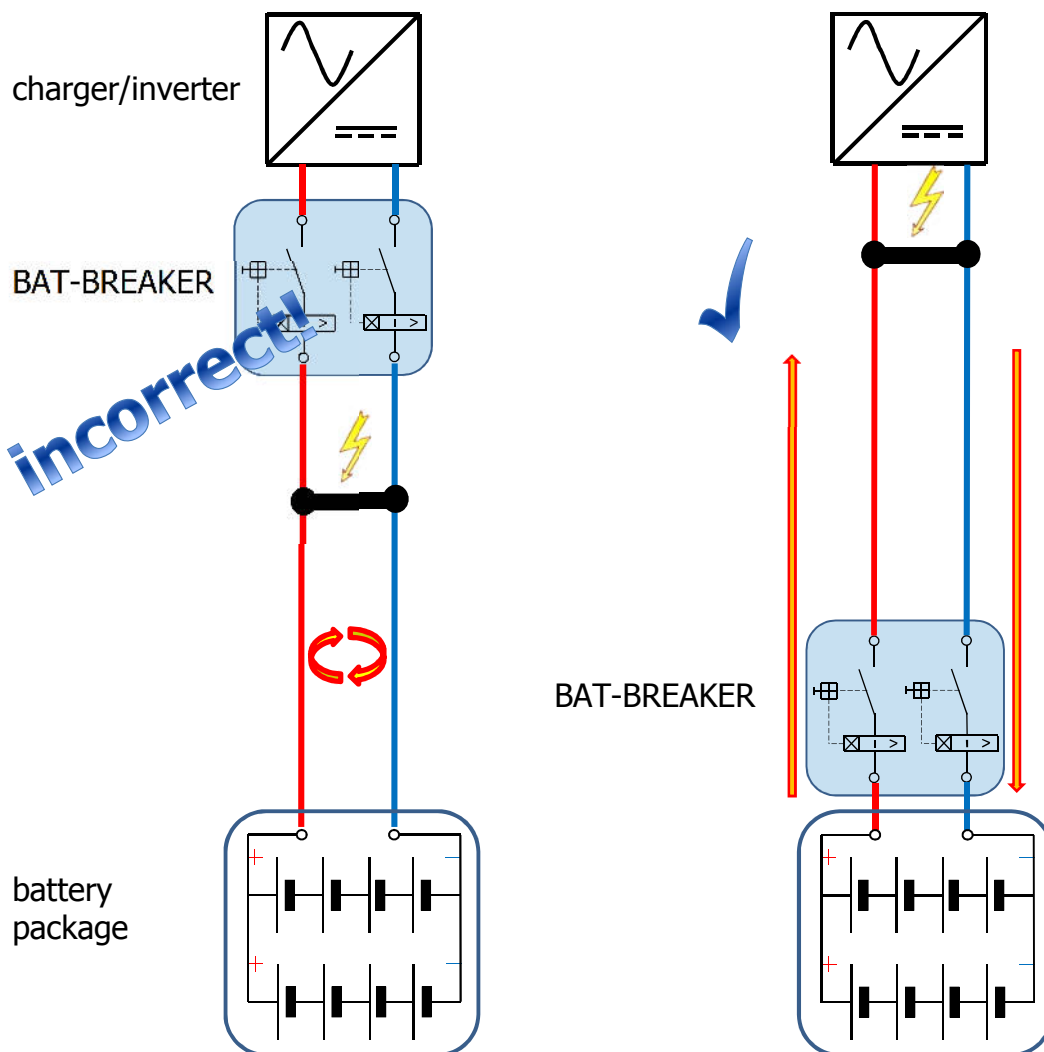 charger/inverter
BAT-BREAKER
incorrect!
BAT-BREAKER
battery
package
+
−
+
−
+
−
+
−